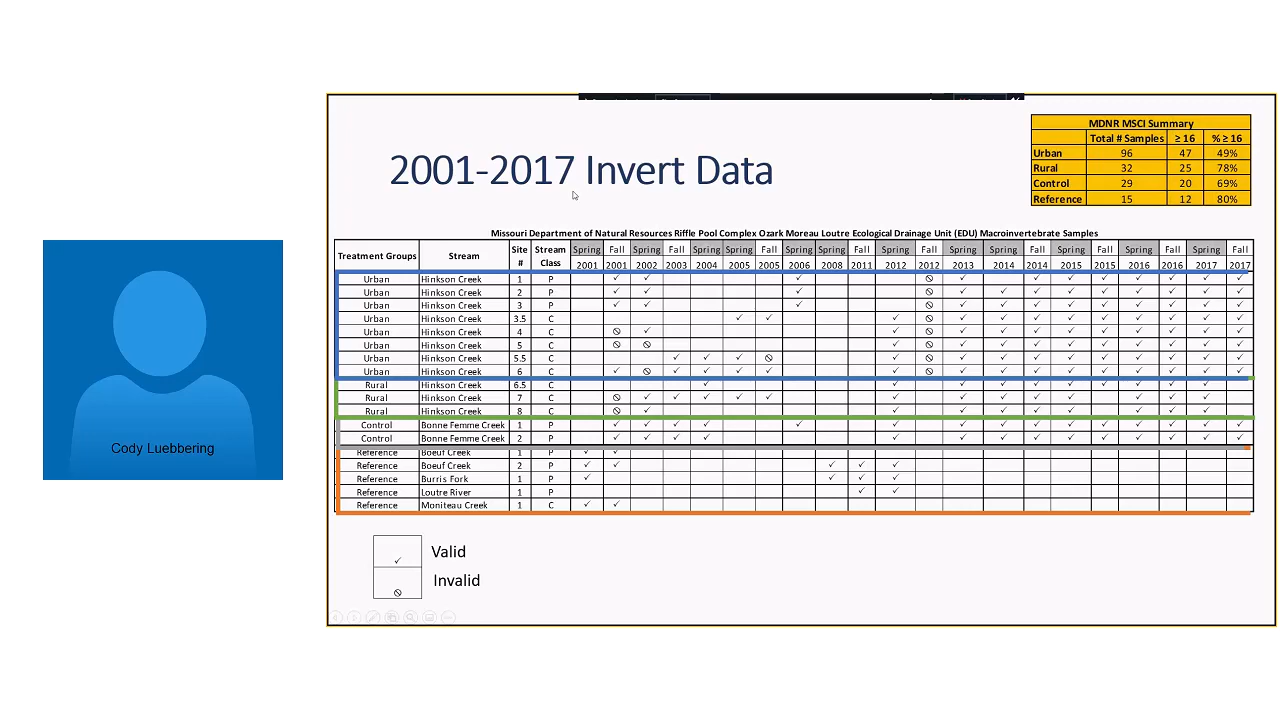 Cody Luebbering
2001-2017 Invert Data
MDNR MSCI Summary
Total # Samples ≥ 16 % ≥ 16
Urban 96 47 49%
Rural 32 25 78%
Control 29 20 69%
Reference 15 12 80%
Missouri Department of Natural Resources Riffle Pool Complex Ozark Moreau Loutre Ecological Drainage Unit (EDU) Macroinvertebrate Samples
Treatment Groups Stream Site # Stream Class Spring Fall Spring Fall Spring Spring Fall Spring Spring Fall Spring Fall Spring Spring Fall Spring Fall Spring Fall Spring Fall
2001 2001 2002 2003 2004 2005 2005 2006 2008 2011 2012 2012 2013 2014 2014 2015 2015 2016 2016 2017 2017
Urban Hinkson Creek 1 P
Urban Hinkson Creek 2 P
Urban Hinkson Creek 3 P
Urban Hinkson Creek 3.5 C
Urban Hinkson Creek 4 C
Urban Hinkson Creek 5 C
Urban Hinkson Creek 5.5 C
Urban Hinkson Creek 6 C
Rural Hinkson Creek 6.5 C
Rural Hinkson Creek 7 C
Rural Hinkson Creek 8 C
Control Bonne Femme Creek 1 P
Control Bonne Femme Creek 2 P
Reference Boeuf Creek 1 P
Reference Boeuf Creek 2 P
Reference Burris Fork 1 P
Reference Loutre River 1 P
Reference Moniteau Creek 1 C
Valid
Invalid